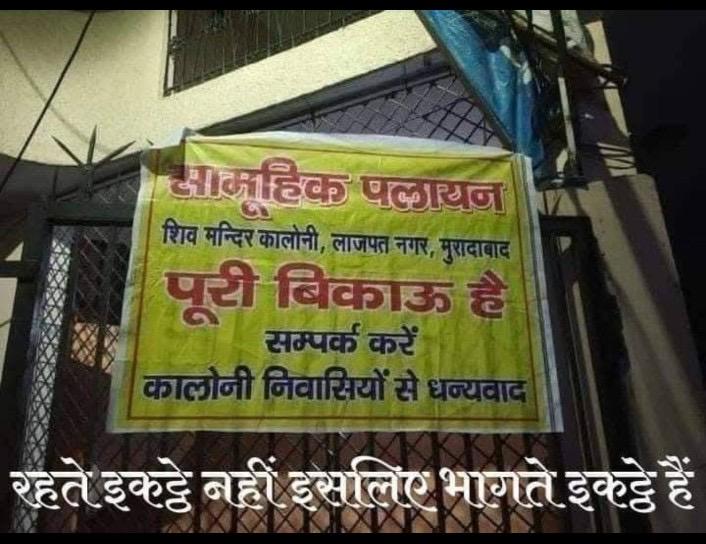 सामूहिक पलायन
शिव मन्दिर कालोनी, लाजपत नगर, मुरादाबाद
पूरी बिकाऊ है
सम्पर्क करें
कालोनी निवासियों से धन्यवाद
रहते इकट्ठे नहीं इसलिए भागते इकट्ठे हैं